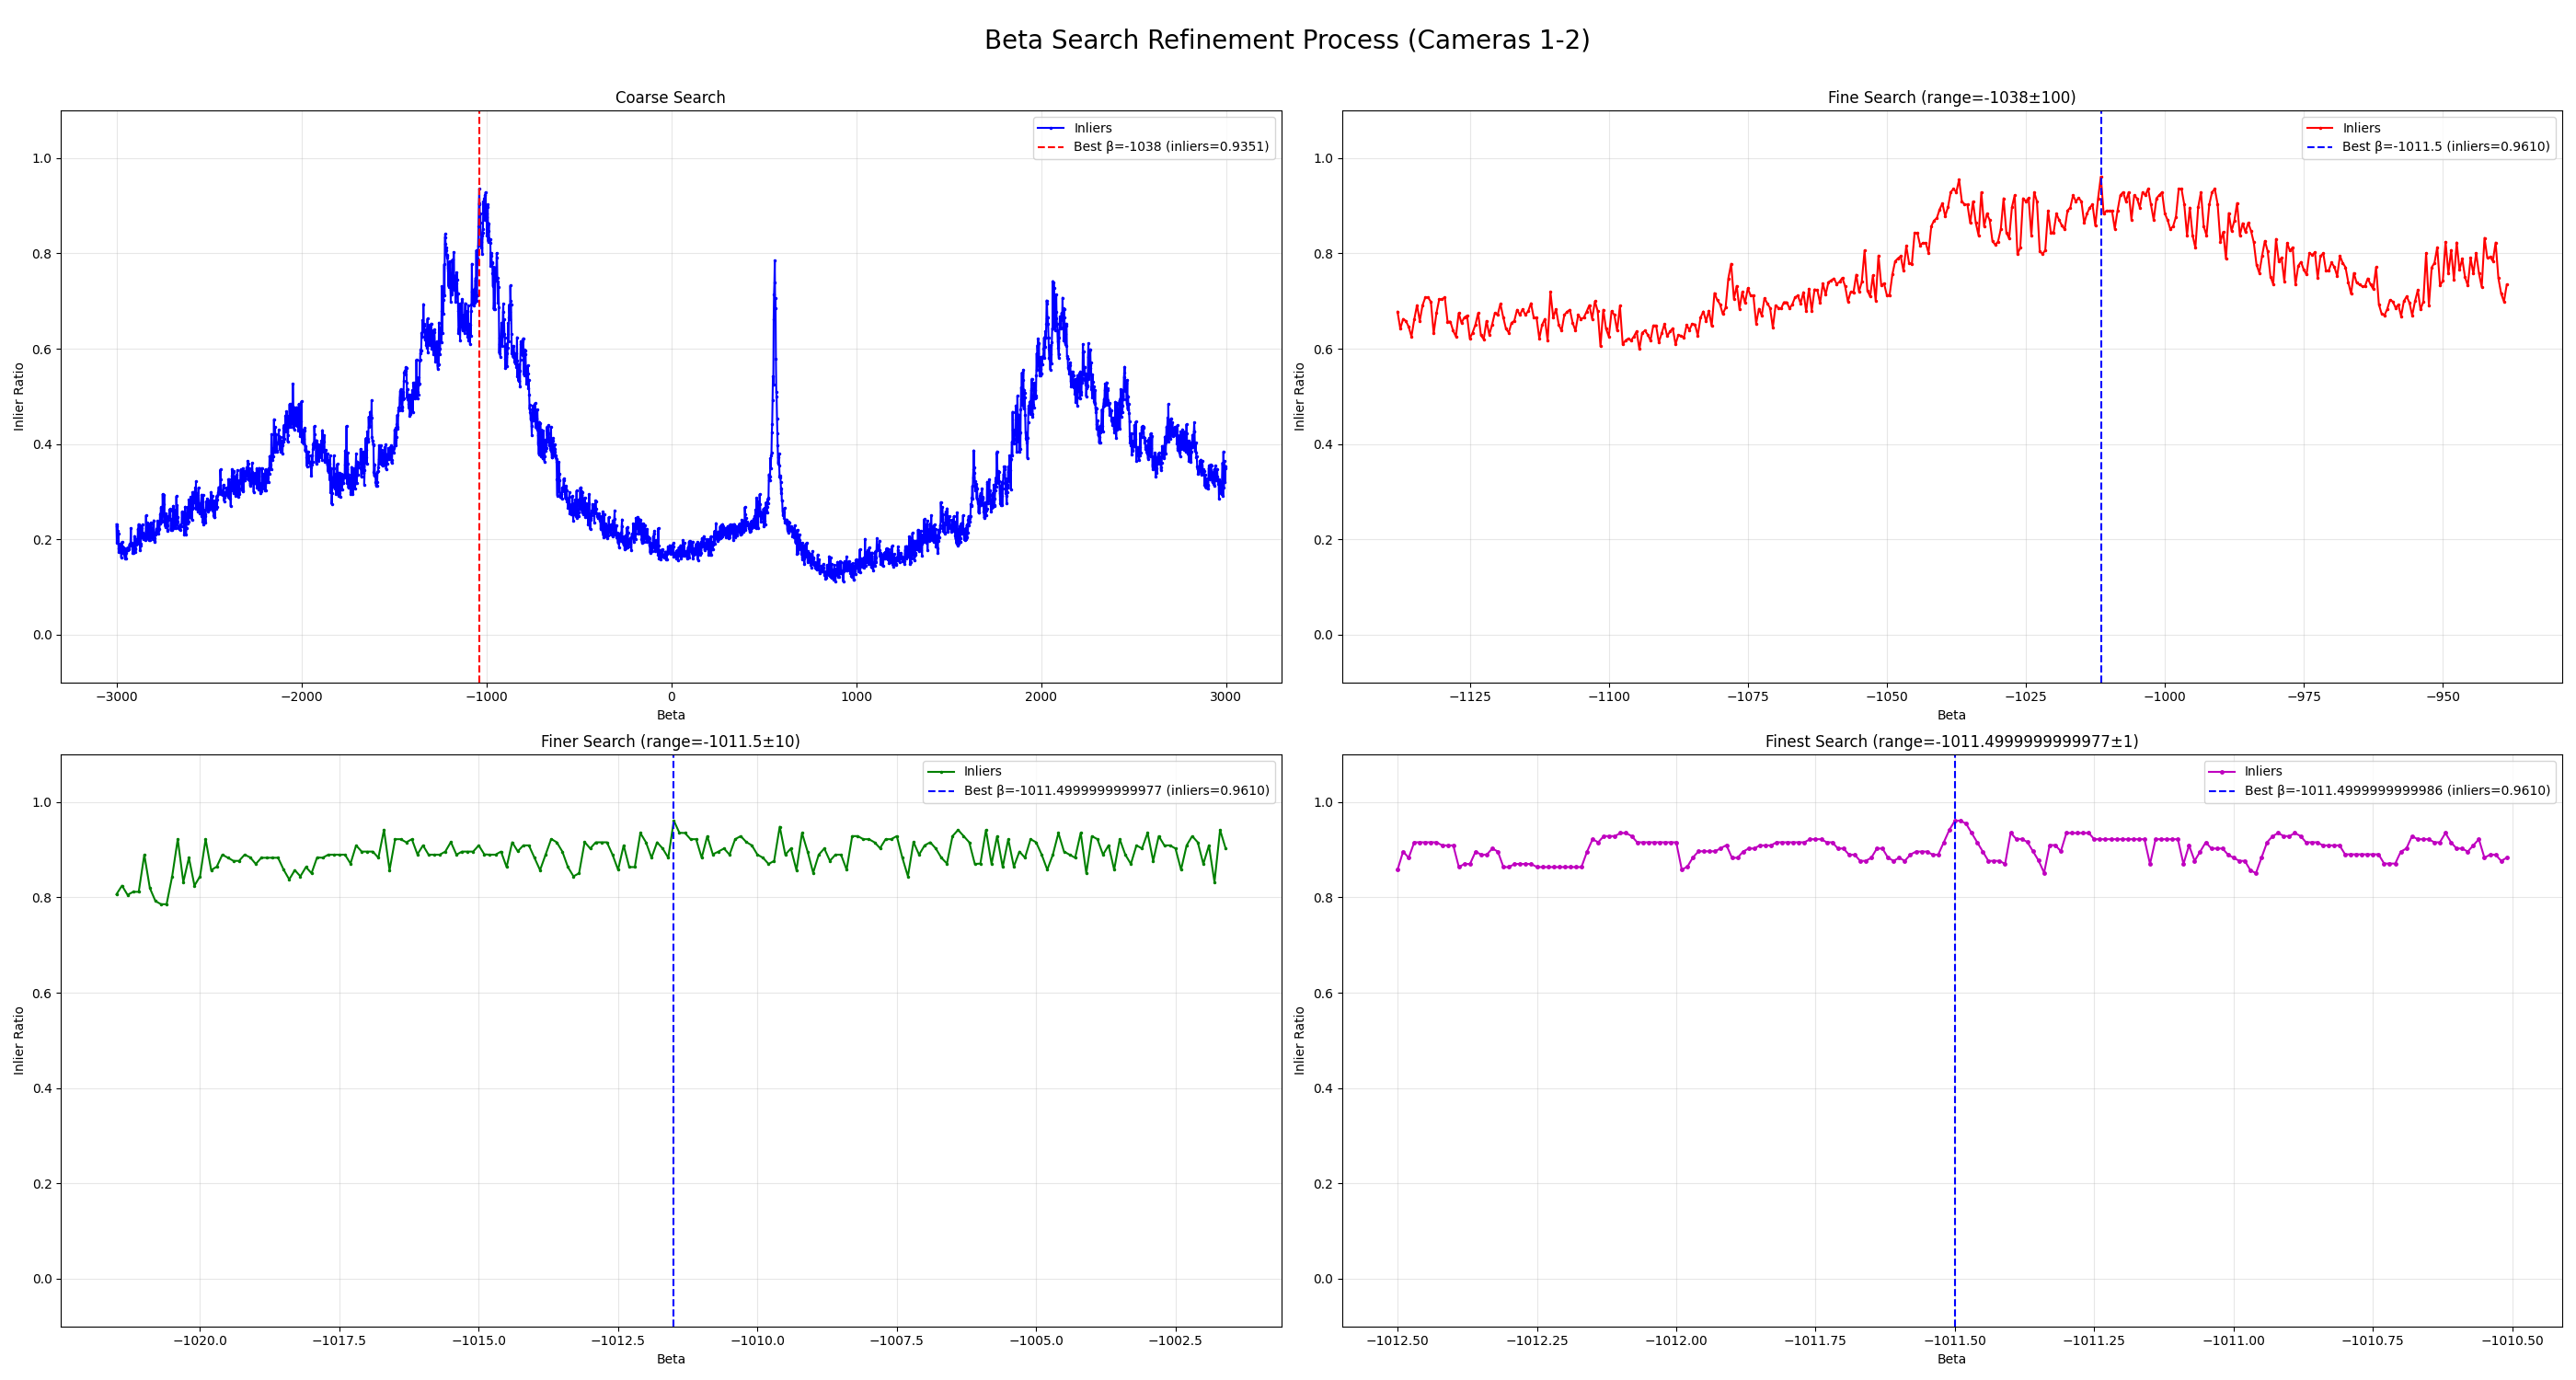 Beta Search Refinement Process (Cameras 1-2)
Coarse Search
Inliers
Best β=-1038 (inliers=0.9351)
Inlier Ratio
1.0
0.8
0.6
0.4
0.2
0.0
−3000 −2000 −1000 0 1000 2000 3000
Beta
Fine Search (range=-1038±100)
Inliers
Best β=-1011.5 (inliers=0.9610)
Inlier Ratio
1.0
0.8
0.6
0.4
0.2
0.0
−1125 −1100 −1075 −1050 −1025 −1000 −975 −950
Beta
Finer Search (range=-1011.5±10)
Inliers
Best β=-1011.4999999999977 (inliers=0.9610)
Inlier Ratio
1.0
0.8
0.6
0.4
0.2
0.0
−1020.0 −1017.5 −1015.0 −1012.5 −1010.0 −1007.5 −1005.0 −1002.5
Beta
Finest Search (range=-1011.4999999999977±1)
Inliers
Best β=-1011.4999999999986 (inliers=0.9610)
Inlier Ratio
1.0
0.8
0.6
0.4
0.2
0.0
−1012.50 −1012.25 −1012.00 −1011.75 −1011.50 −1011.25 −1011.00 −1010.75 −1010.50
Beta